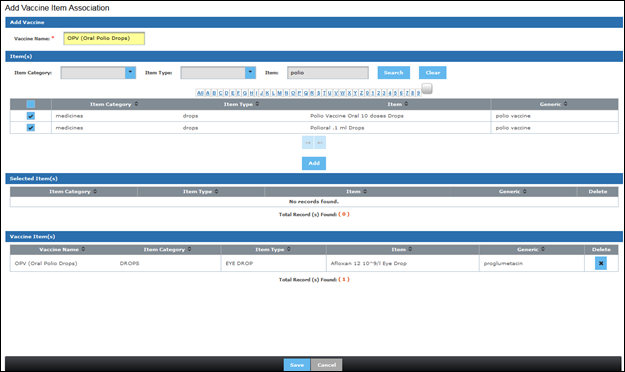 Add Vaccine Item Association
Add Vaccine
Vaccine Name: * OPV (Oral Polio Drops)
Item(s)
Item Category: Item Type: Item: polio Search Clear
All A B C D E F G H I J K L M N O P Q R S T U V W X Y Z 0 1 2 3 4 5 6 7 8 9
Item Category Item Type Item Generic
medicines drops Polio Vaccine Oral 10 doses Drops polio vaccine
medicines drops Polioral .1 ml Drops polio vaccine
Add
Selected Item(s)
Item Category Item Type Item Generic Delete
No records found.
Total Record (s) Found: ( 0 )
Vaccine Item(s)
Vaccine Name Item Category Item Type Item Generic Delete
OPV (Oral Polio Drops) DROPS EYE DROP Afloxan 12 10^9/l Eye Drop proglumetacin
Total Record (s) Found: ( 1 )
Save Cancel